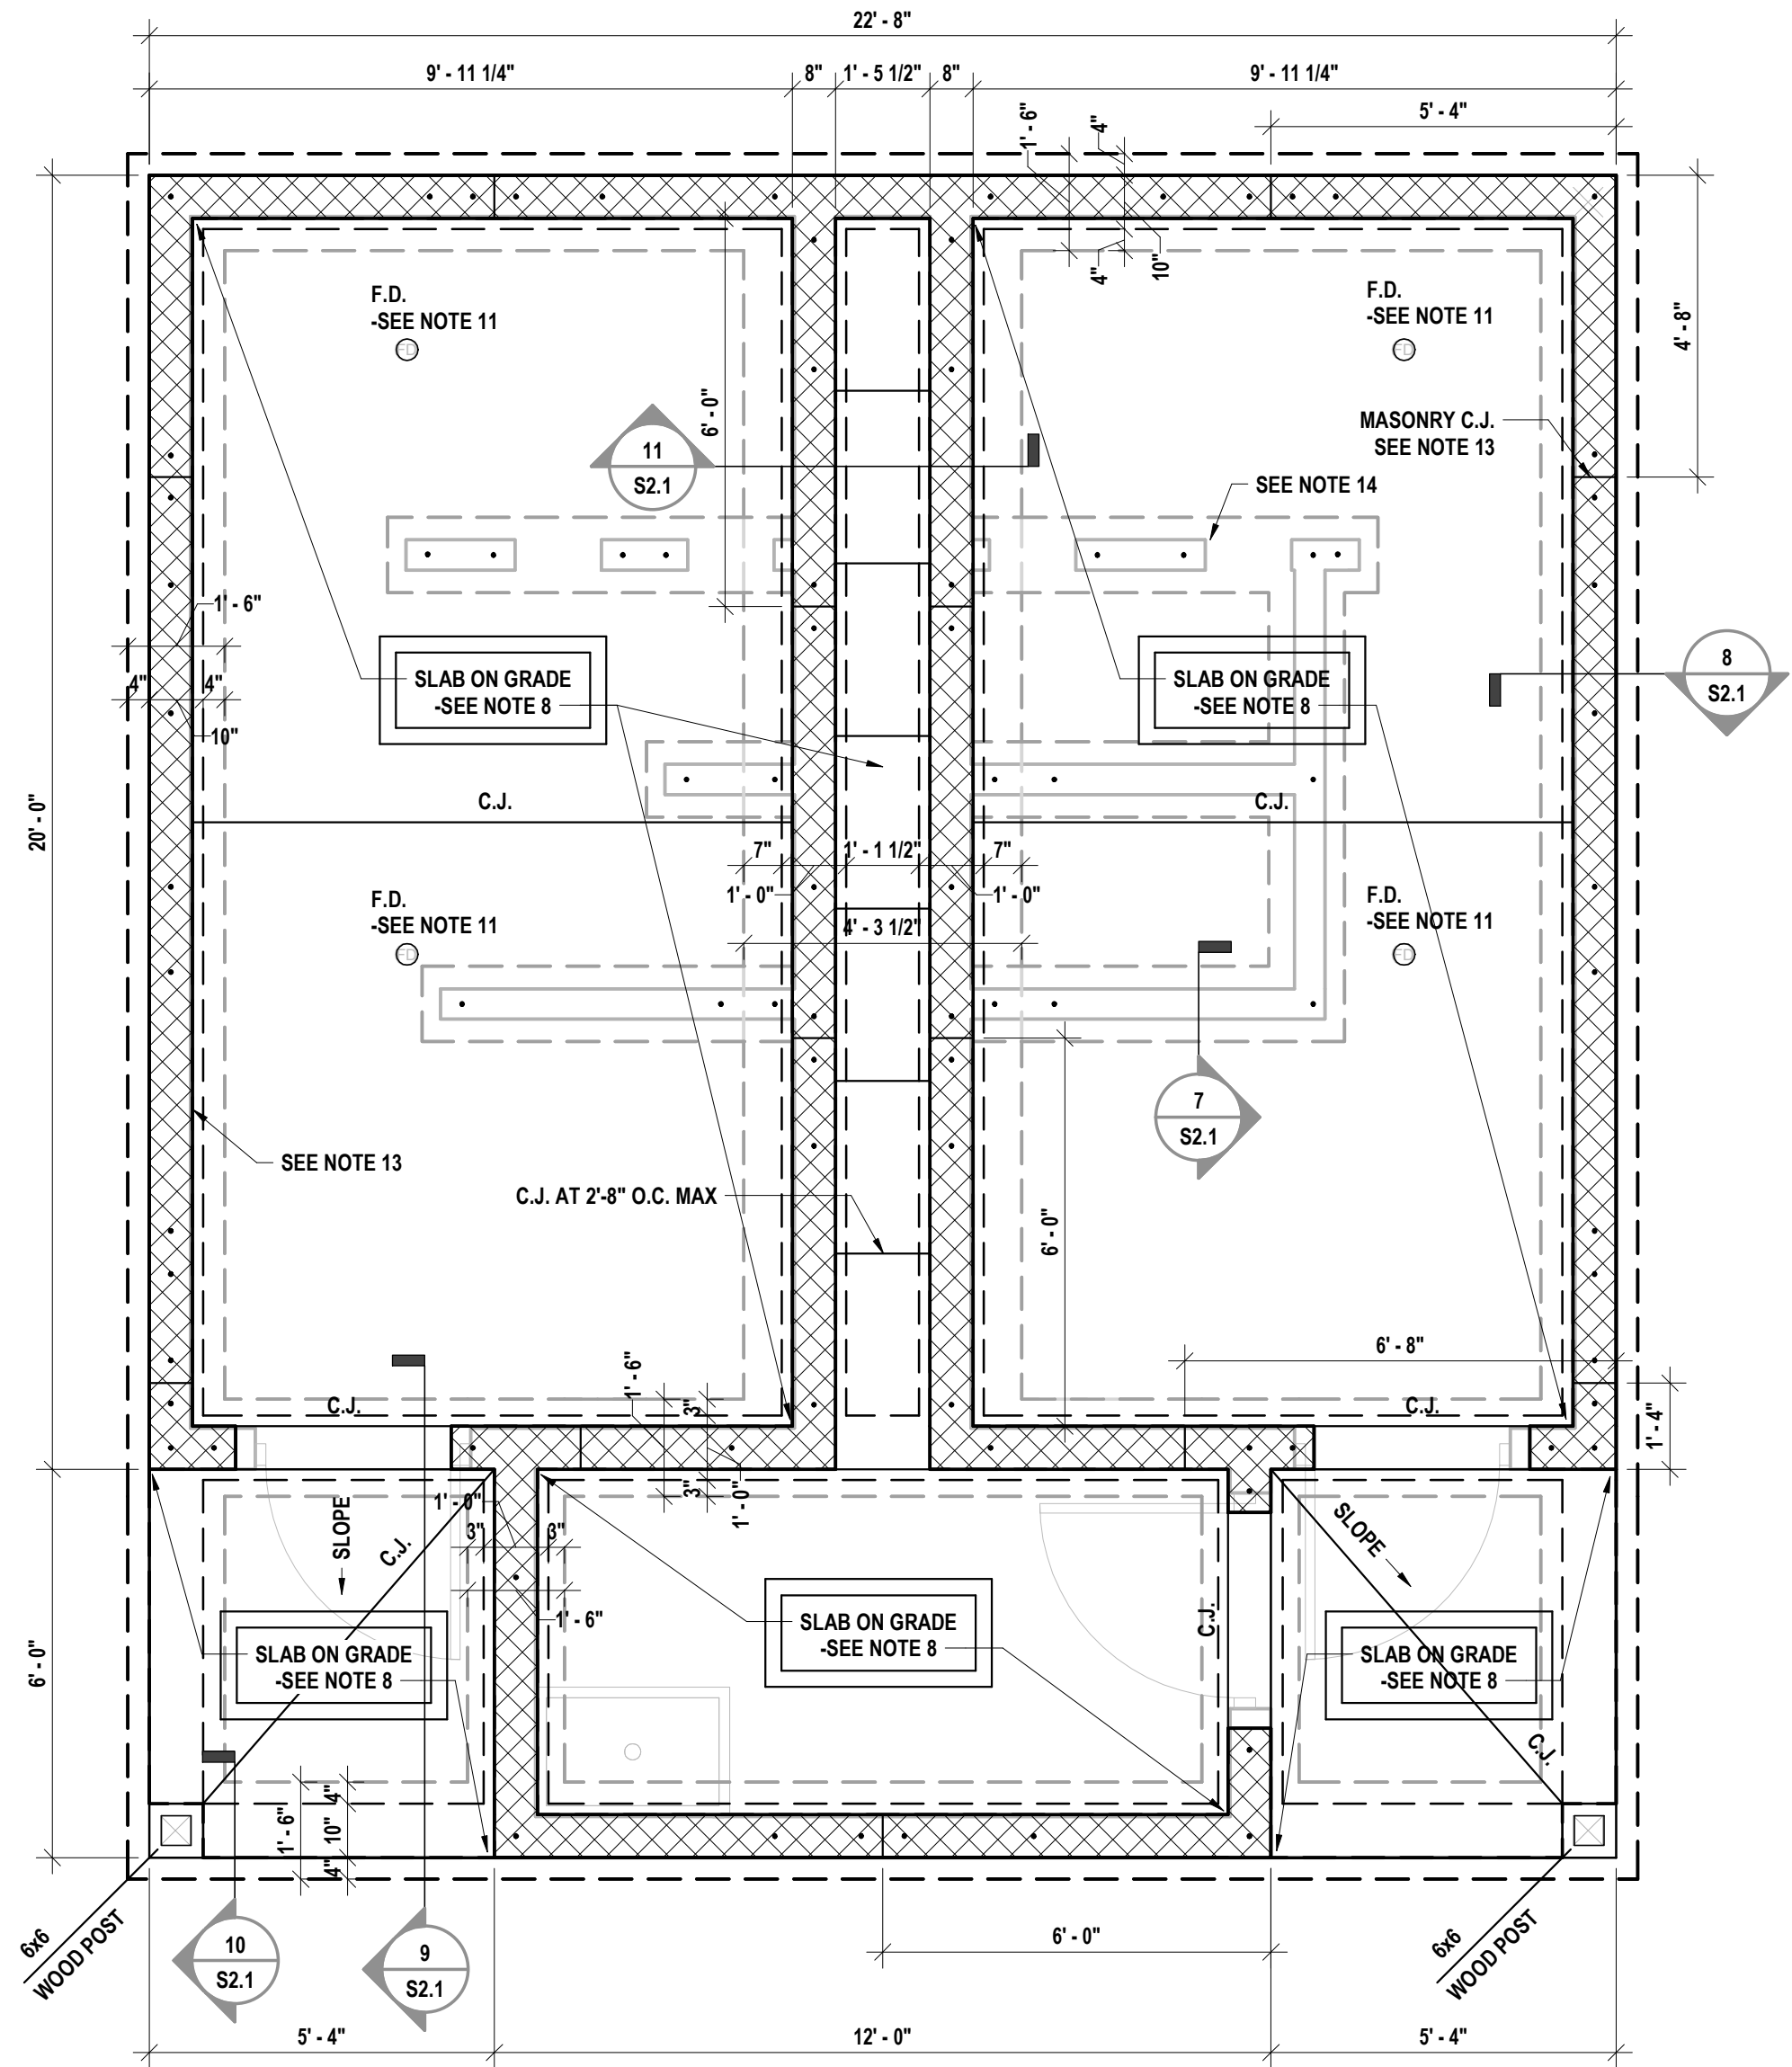 22' - 8"
9' - 11 1/4"
8"
1' - 5 1/2"
8"
9' - 11 1/4"
5' - 4"
1' - 6"
4"
4"
10"
4' - 8"
F.D.
-SEE NOTE 11
FD
F.D.
-SEE NOTE 11
FD
6' - 0"
11
S2.1
MASONRY C.J.
SEE NOTE 13
SEE NOTE 14
1' - 6"
4"
4"
10"
SLAB ON GRADE
-SEE NOTE 8
SLAB ON GRADE
-SEE NOTE 8
8
S2.1
20' - 0"
C.J.
C.J.
7"
1' - 1 1/2"
7"
1' - 0"
1' - 0"
4' - 3 1/2"
F.D.
-SEE NOTE 11
FD
F.D.
-SEE NOTE 11
FD
7
S2.1
SEE NOTE 13
C.J. AT 2'-8" O.C. MAX
6' - 0"
6' - 8"
1' - 6"
3"
3"
1' - 0"
C.J.
C.J.
1' - 4"
SLOPE
C.J.
1' - 0"
3"
3"
1' - 6"
SLOPE
C.J.
C.J.
SLAB ON GRADE
-SEE NOTE 8
SLAB ON GRADE
-SEE NOTE 8
SLAB ON GRADE
-SEE NOTE 8
6' - 0"
1' - 6"
4"
10"
4"
6x6
WOOD POST
10
S2.1
9
S2.1
6' - 0"
6x6
WOOD POST
5' - 4"
12' - 0"
5' - 4"